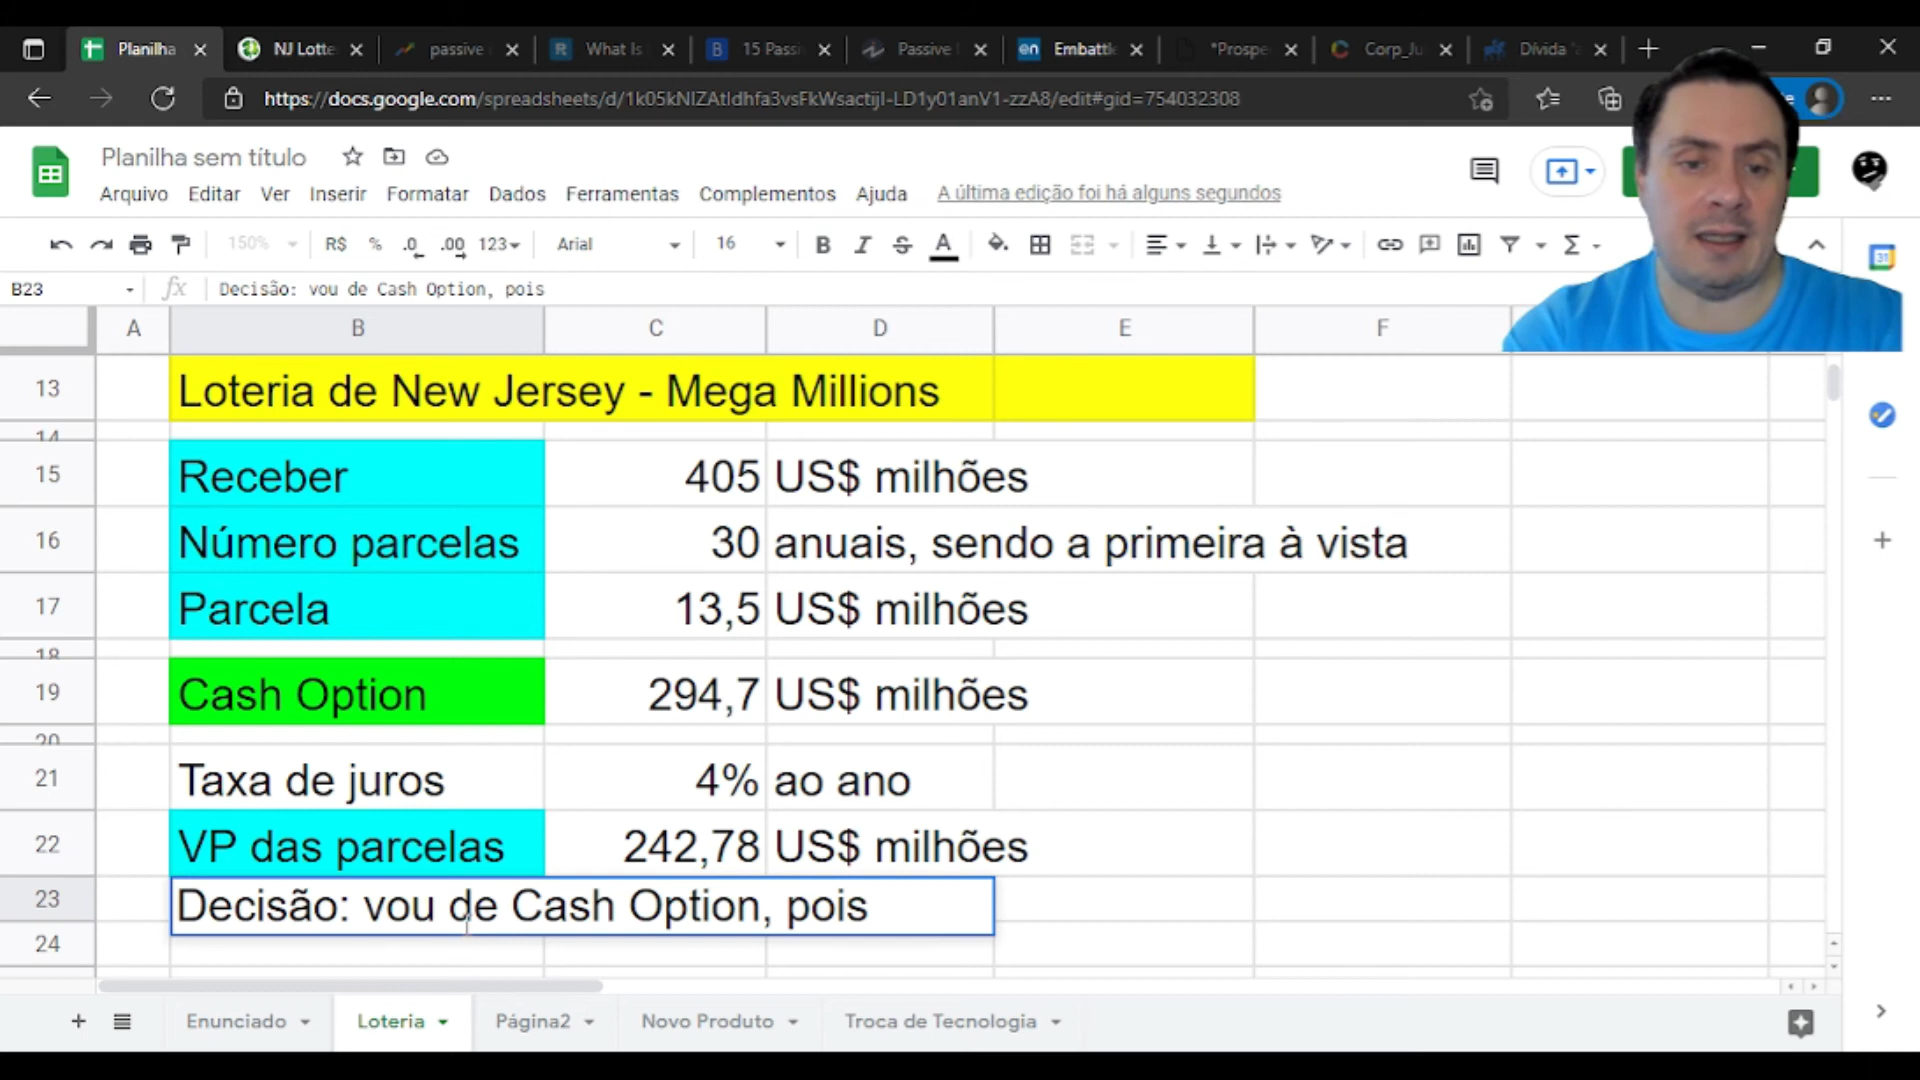 Planilha
NJ Lotte
passive i
What Is
15 Passi
Passive I
Embattle
*Prospe
Corp_Ju
Dívida 'a
https://docs.google.com/spreadsheets/d/1k05kNIZAtIdhfa3vsFkWsactijI-LD1y01anV1-zzA8/edit#gid=754032308
Planilha sem título
Arquivo Editar Ver Inserir Formatar Dados Ferramentas Complementos Ajuda A última edição foi há alguns segundos
150% R$ % .0 .00 123 Arial 16 B I S A Σ
B23 fx Decisão: vou de Cash Option, pois
31
A B C D E F
13 Loteria de New Jersey - Mega Millions
14
15 Receber 405 US$ milhões
16 Número parcelas 30 anuais, sendo a primeira à vista
17 Parcela 13,5 US$ milhões
18
19 Cash Option 294,7 US$ milhões
20
21 Taxa de juros 4% ao ano
22 VP das parcelas 242,78 US$ milhões
23 Decisão: vou de Cash Option, pois
24
Enunciado Loteria Página2 Novo Produto Troca de Tecnologia